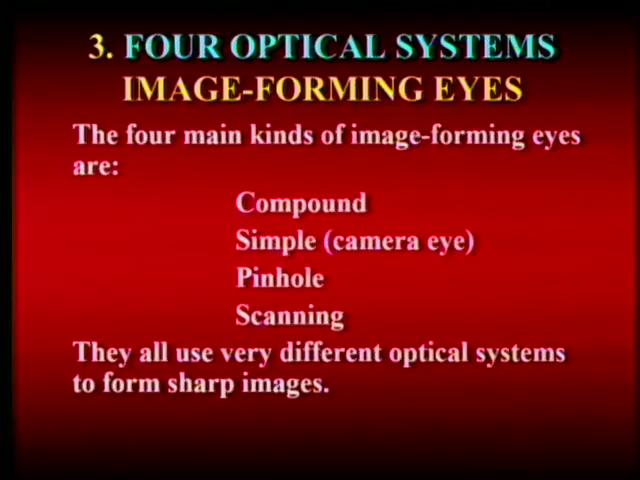 3. FOUR OPTICAL SYSTEMS
IMAGE-FORMING EYES
The four main kinds of image-forming eyes
are:
Compound
Simple (camera eye)
Pinhole
Scanning
They all use very different optical systems
to form sharp images.